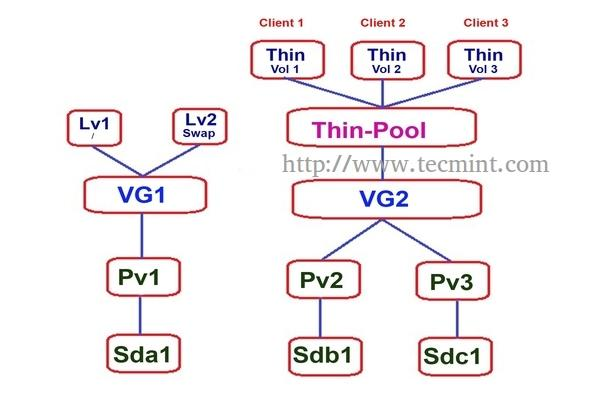 Client 1 Client 2 Client 3
Thin Thin Thin
Vol 1 Vol 2 Vol 3
Lv1 Lv2
/ Swap
Thin-Pool
http://www.tecmint.com
VG1 VG2
Pv1 Pv2 Pv3
Sda1 Sdb1 Sdc1